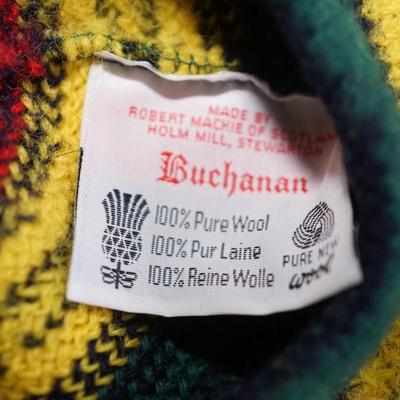 MADE BY
ROBERT MACKIE OF SCOTLAND
HOLM MILL, STEWARTON
Buchanan
100% Pure Wool
100% Pur Laine
100% Reine Wolle
PURE NEW
wool